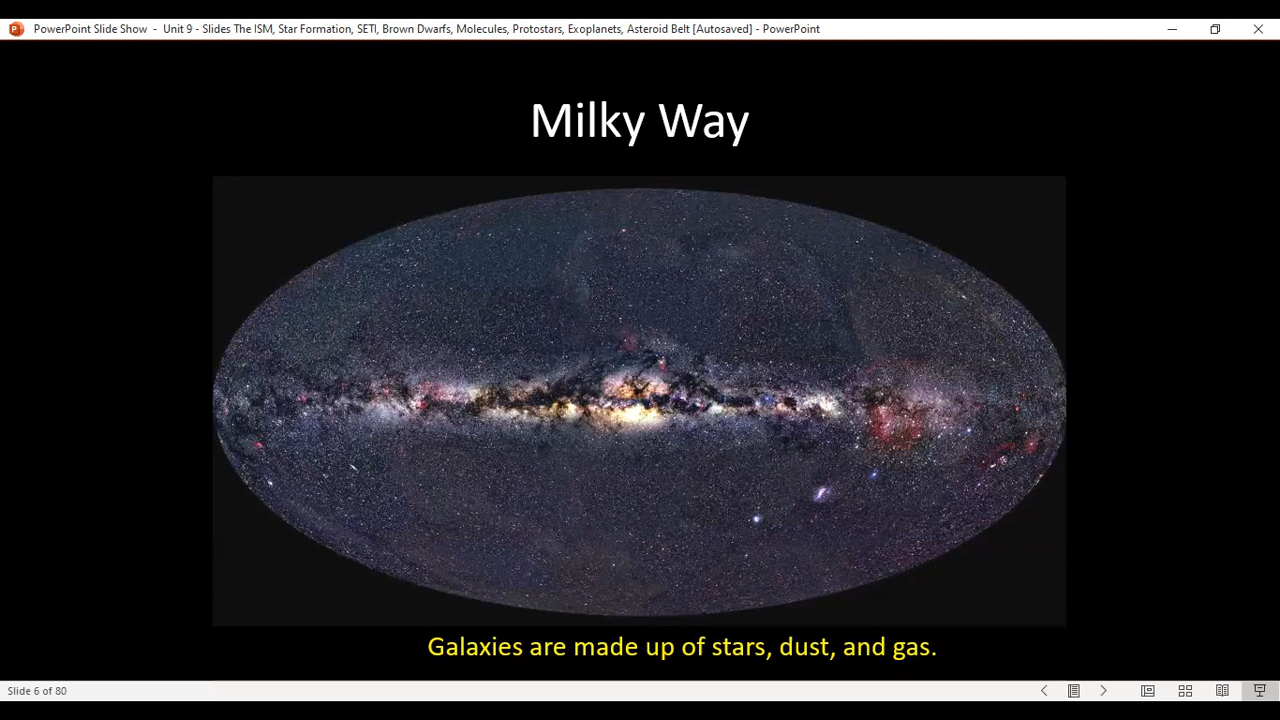 PowerPoint Slide Show - Unit 9 - Slides The ISM, Star Formation, SETI, Brown Dwarfs, Molecules, Protostars, Exoplanets, Asteroid Belt [Autosaved] - PowerPoint
Milky Way
Galaxies are made up of stars, dust, and gas.
Slide 6 of 80